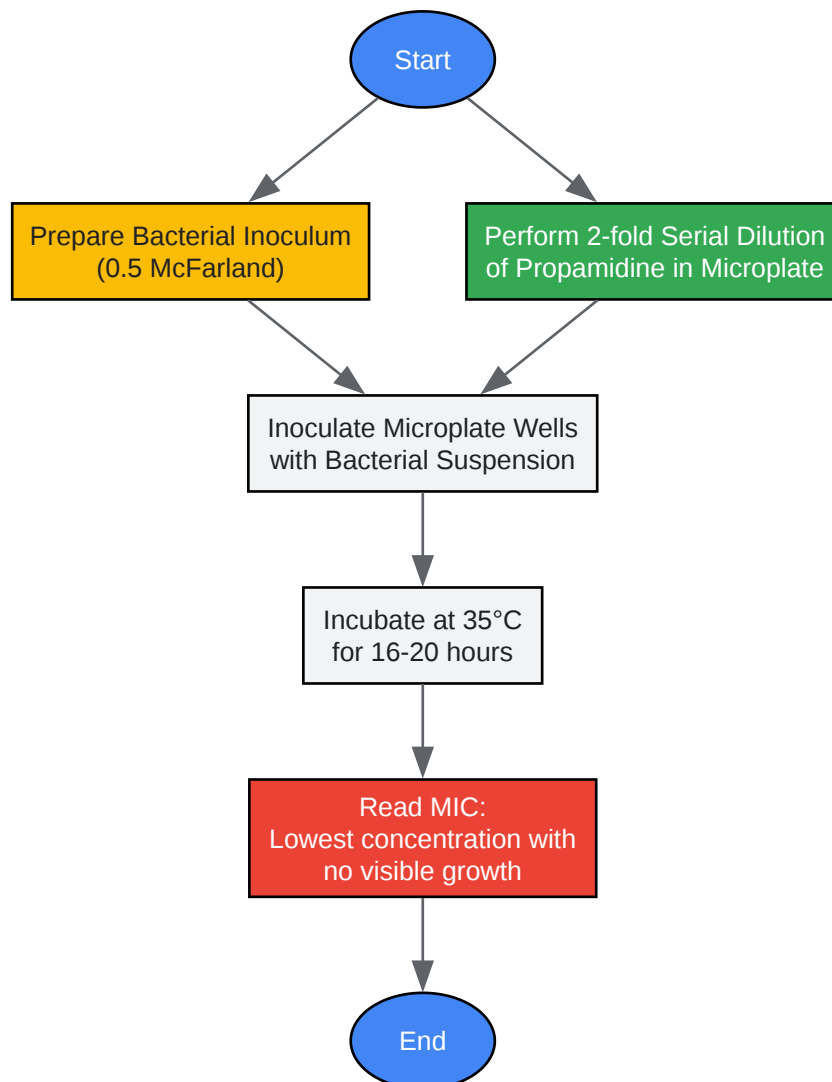 Start
Prepare Bacterial Inoculum
(0.5 McFarland)
Perform 2-fold Serial Dilution
of Propamidine in Microplate
Inoculate Microplate Wells
with Bacterial Suspension
Incubate at 35°C
for 16-20 hours
Read MIC:
Lowest concentration with
no visible growth
End